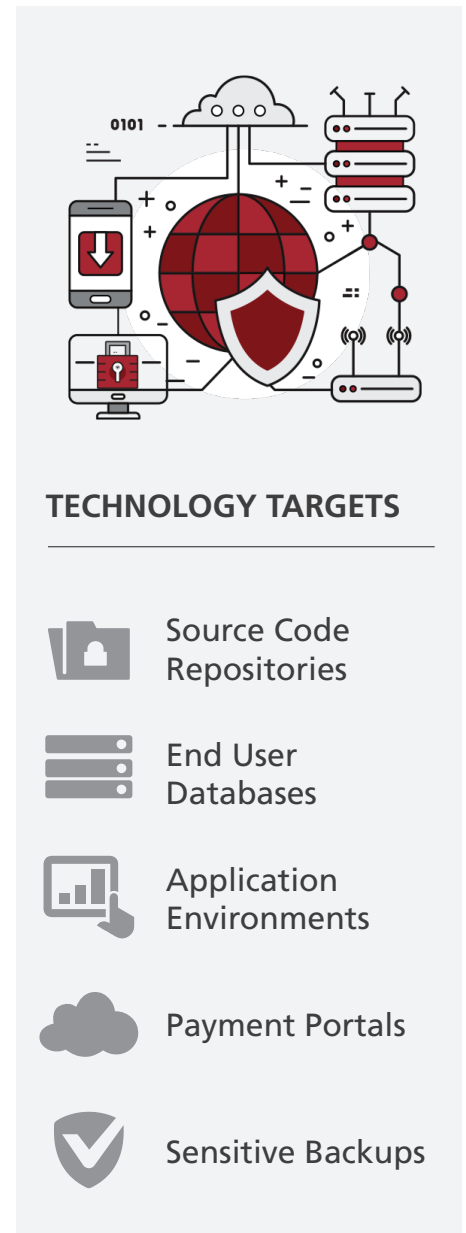 0101
TECHNOLOGY TARGETS
Source Code
Repositories
End User
Databases
Application
Environments
Payment Portals
Sensitive Backups